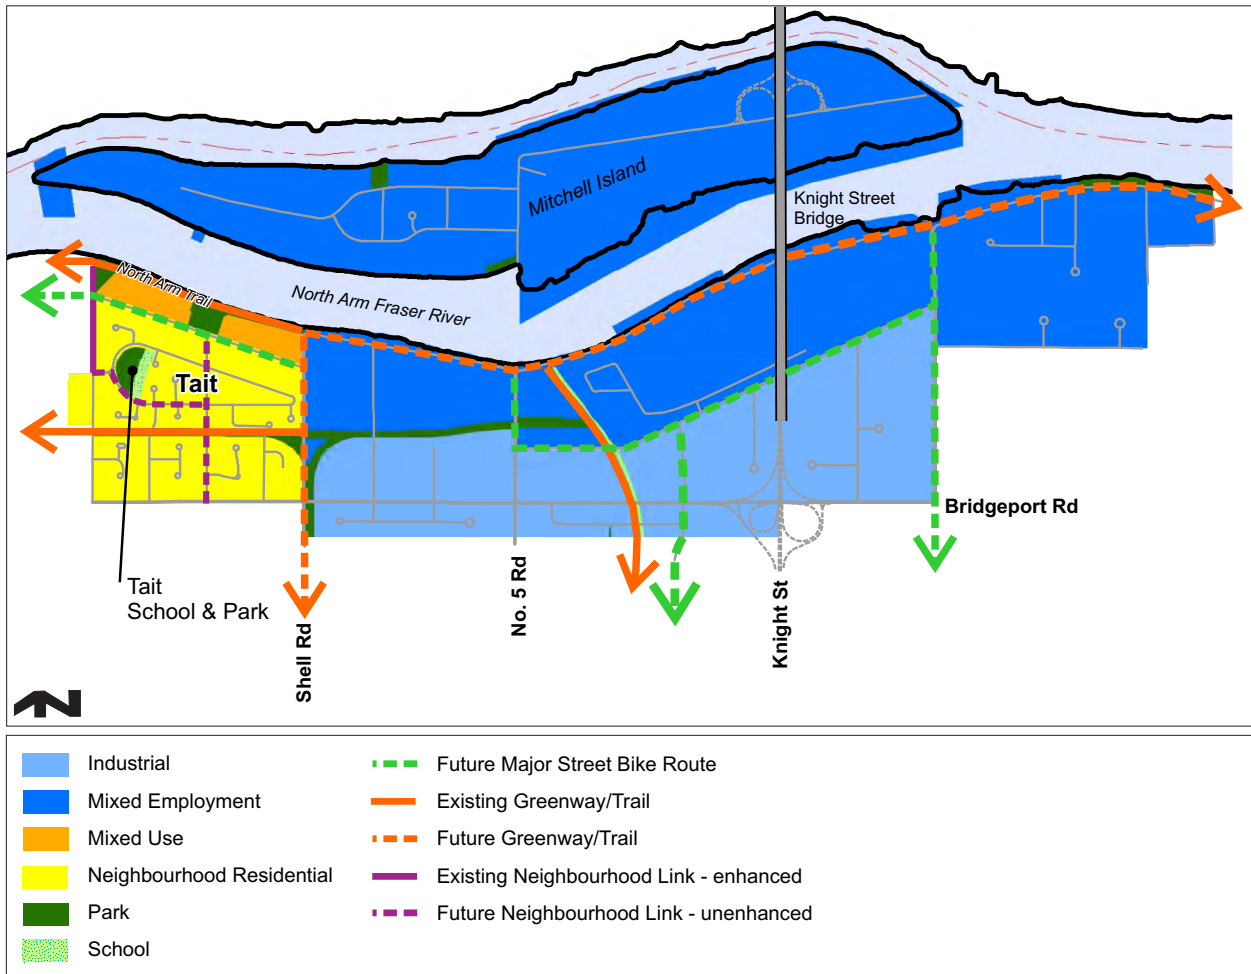 Mitchell Island
Knight Street
Bridge
North Arm Trail
North Arm Fraser River
Tait
Bridgeport Rd
Tait
School & Park
Shell Rd
No. 5 Rd
Knight St
N
Industrial
Mixed Employment
Mixed Use
Neighbourhood Residential
Park
School
Future Major Street Bike Route
Existing Greenway/Trail
Future Greenway/Trail
Existing Neighbourhood Link - enhanced
Future Neighbourhood Link - unenhanced